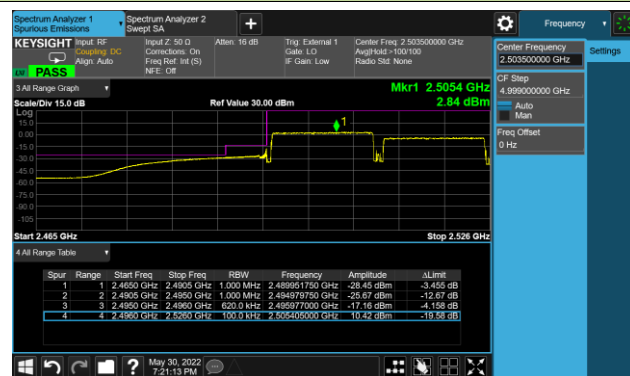 Spectrum Analyzer 1
Spurious Emissions
Spectrum Analyzer 2
Swept SA
Frequency
KEYSIGHT
Input: RF
Coupling: DC
Align: Auto
Input Z: 50 Ω
Corrections: On
Freq Ref: Int (S)
NFE: Off
Atten: 16 dB
Trig: External 1
Gate: LO
IF Gain: Low
Center Freq: 2.503500000 GHz
Avg|Hold:>100/100
Radio Std: None
PASS
Center Frequency
2.503500000 GHz
Settings
CF Step
4.999000000 GHz
Auto
Man
Freq Offset
0 Hz
3 All Range Graph
Mkr1 2.5054 GHz
2.84 dBm
Scale/Div 15.0 dB
Ref Value 30.00 dBm
Log
15.0
0.00
-15.0
-30.0
-45.0
-60.0
-75.0
-90.0
-105
1
Start 2.465 GHz
Stop 2.526 GHz
4 All Range Table
Spur Range Start Freq Stop Freq RBW Frequency Amplitude ΔLimit
1 1 2.4650 GHz 2.4905 GHz 1.000 MHz 2.489951750 GHz -28.45 dBm -3.455 dB
2 2 2.4905 GHz 2.4950 GHz 1.000 MHz 2.494979750 GHz -25.67 dBm -12.67 dB
3 3 2.4950 GHz 2.4960 GHz 620.0 kHz 2.495977000 GHz -17.16 dBm -4.158 dB
4 4 2.4960 GHz 2.5260 GHz 100.0 kHz 2.505405000 GHz 10.42 dBm -19.58 dB
May 30, 2022
7:21:13 PM